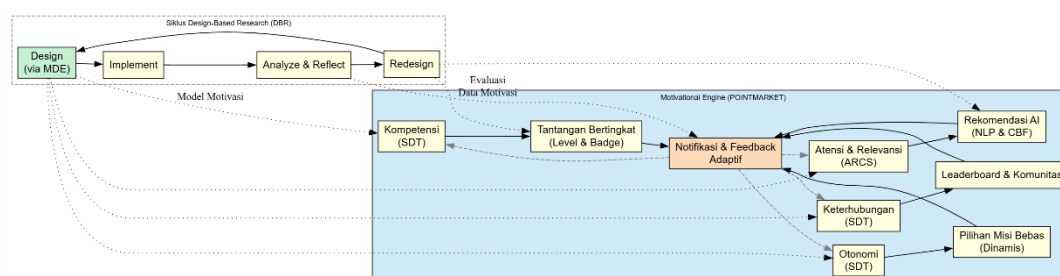 Siklus Design-Based Research (DBR)
Design
(via MDE)
Implement
Analyze & Reflect
Redesign
Model Motivasi
Evaluasi
Data Motivasi
Motivational Engine (POINTMARKET)
Kompetensi
(SDT)
Tantangan Bertingkat
(Level & Badge)
Notifikasi & Feedback
Adaptif
Atensi & Relevansi
(ARCS)
Rekomendasi AI
(NLP & CBF)
Leaderboard & Komunitas
Keterhubungan
(SDT)
Pilihan Misi Bebas
(Dinamis)
Otonomi
(SDT)